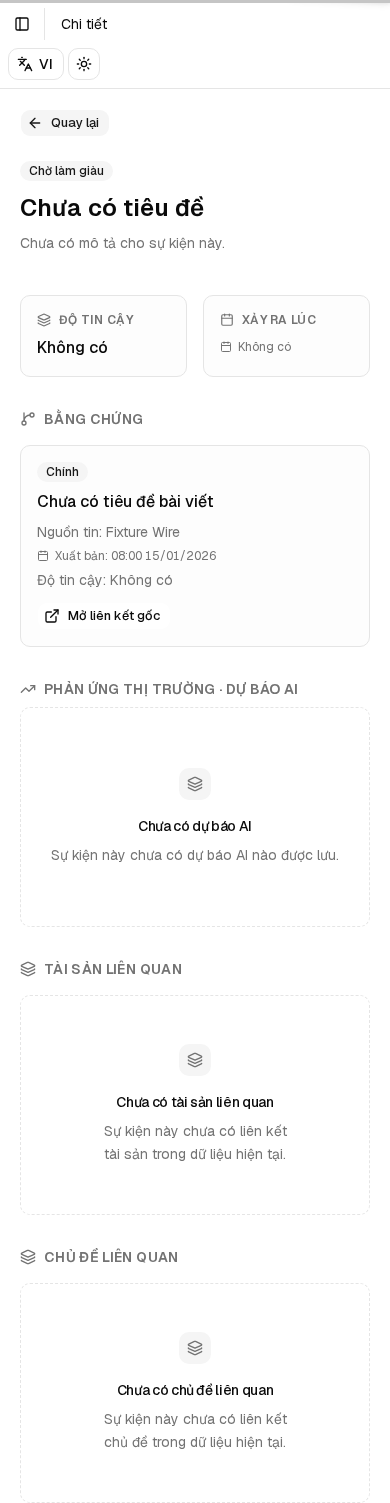 Chi tiết
VI
Quay lại
Chờ làm giàu
Chưa có tiêu đề
Chưa có mô tả cho sự kiện này.
ĐỘ TIN CẬY
Không có
XẢY RA LÚC
Không có
BẰNG CHỨNG
Chính
Chưa có tiêu đề bài viết
Nguồn tin: Fixture Wire
Xuất bản: 08:00 15/01/2026
Độ tin cậy: Không có
Mở liên kết gốc
PHẢN ỨNG THỊ TRƯỜNG · DỰ BÁO AI
Chưa có dự báo AI
Sự kiện này chưa có dự báo AI nào được lưu.
TÀI SẢN LIÊN QUAN
Chưa có tài sản liên quan
Sự kiện này chưa có liên kết
tài sản trong dữ liệu hiện tại.
CHỦ ĐỀ LIÊN QUAN
Chưa có chủ đề liên quan
Sự kiện này chưa có liên kết
chủ đề trong dữ liệu hiện tại.